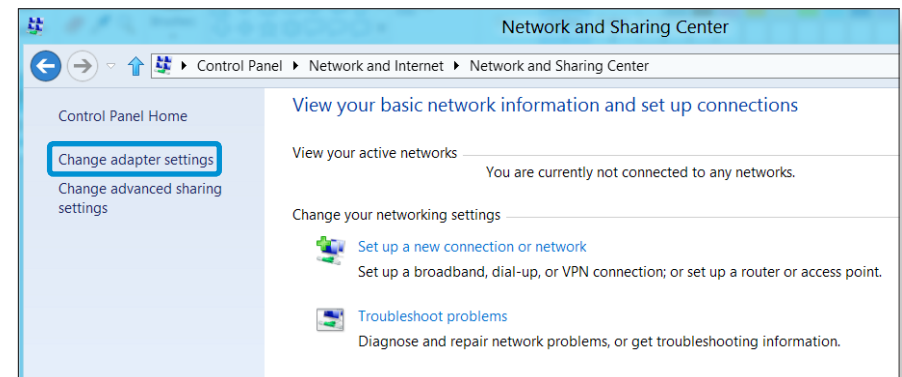 Network and Sharing Center
Control Panel Network and Internet Network and Sharing Center
Control Panel Home
Change adapter settings
Change advanced sharing
settings
View your basic network information and set up connections
View your active networks
You are currently not connected to any networks.
Change your networking settings
Set up a new connection or network
Set up a broadband, dial-up, or VPN connection; or set up a router or access point.
Troubleshoot problems
Diagnose and repair network problems, or get troubleshooting information.